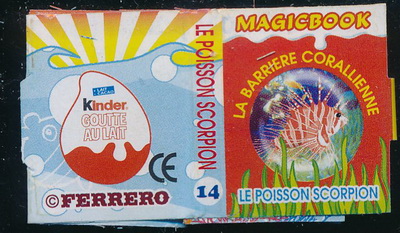 LAIT
CACAO
kinder
GOUTTE
AU LAIT
CE
©FERRERO
LE POISSON SCORPION
14
MAGICBOOK
LA BARRIÈRE CORALLIENNE
LE POISSON SCORPION